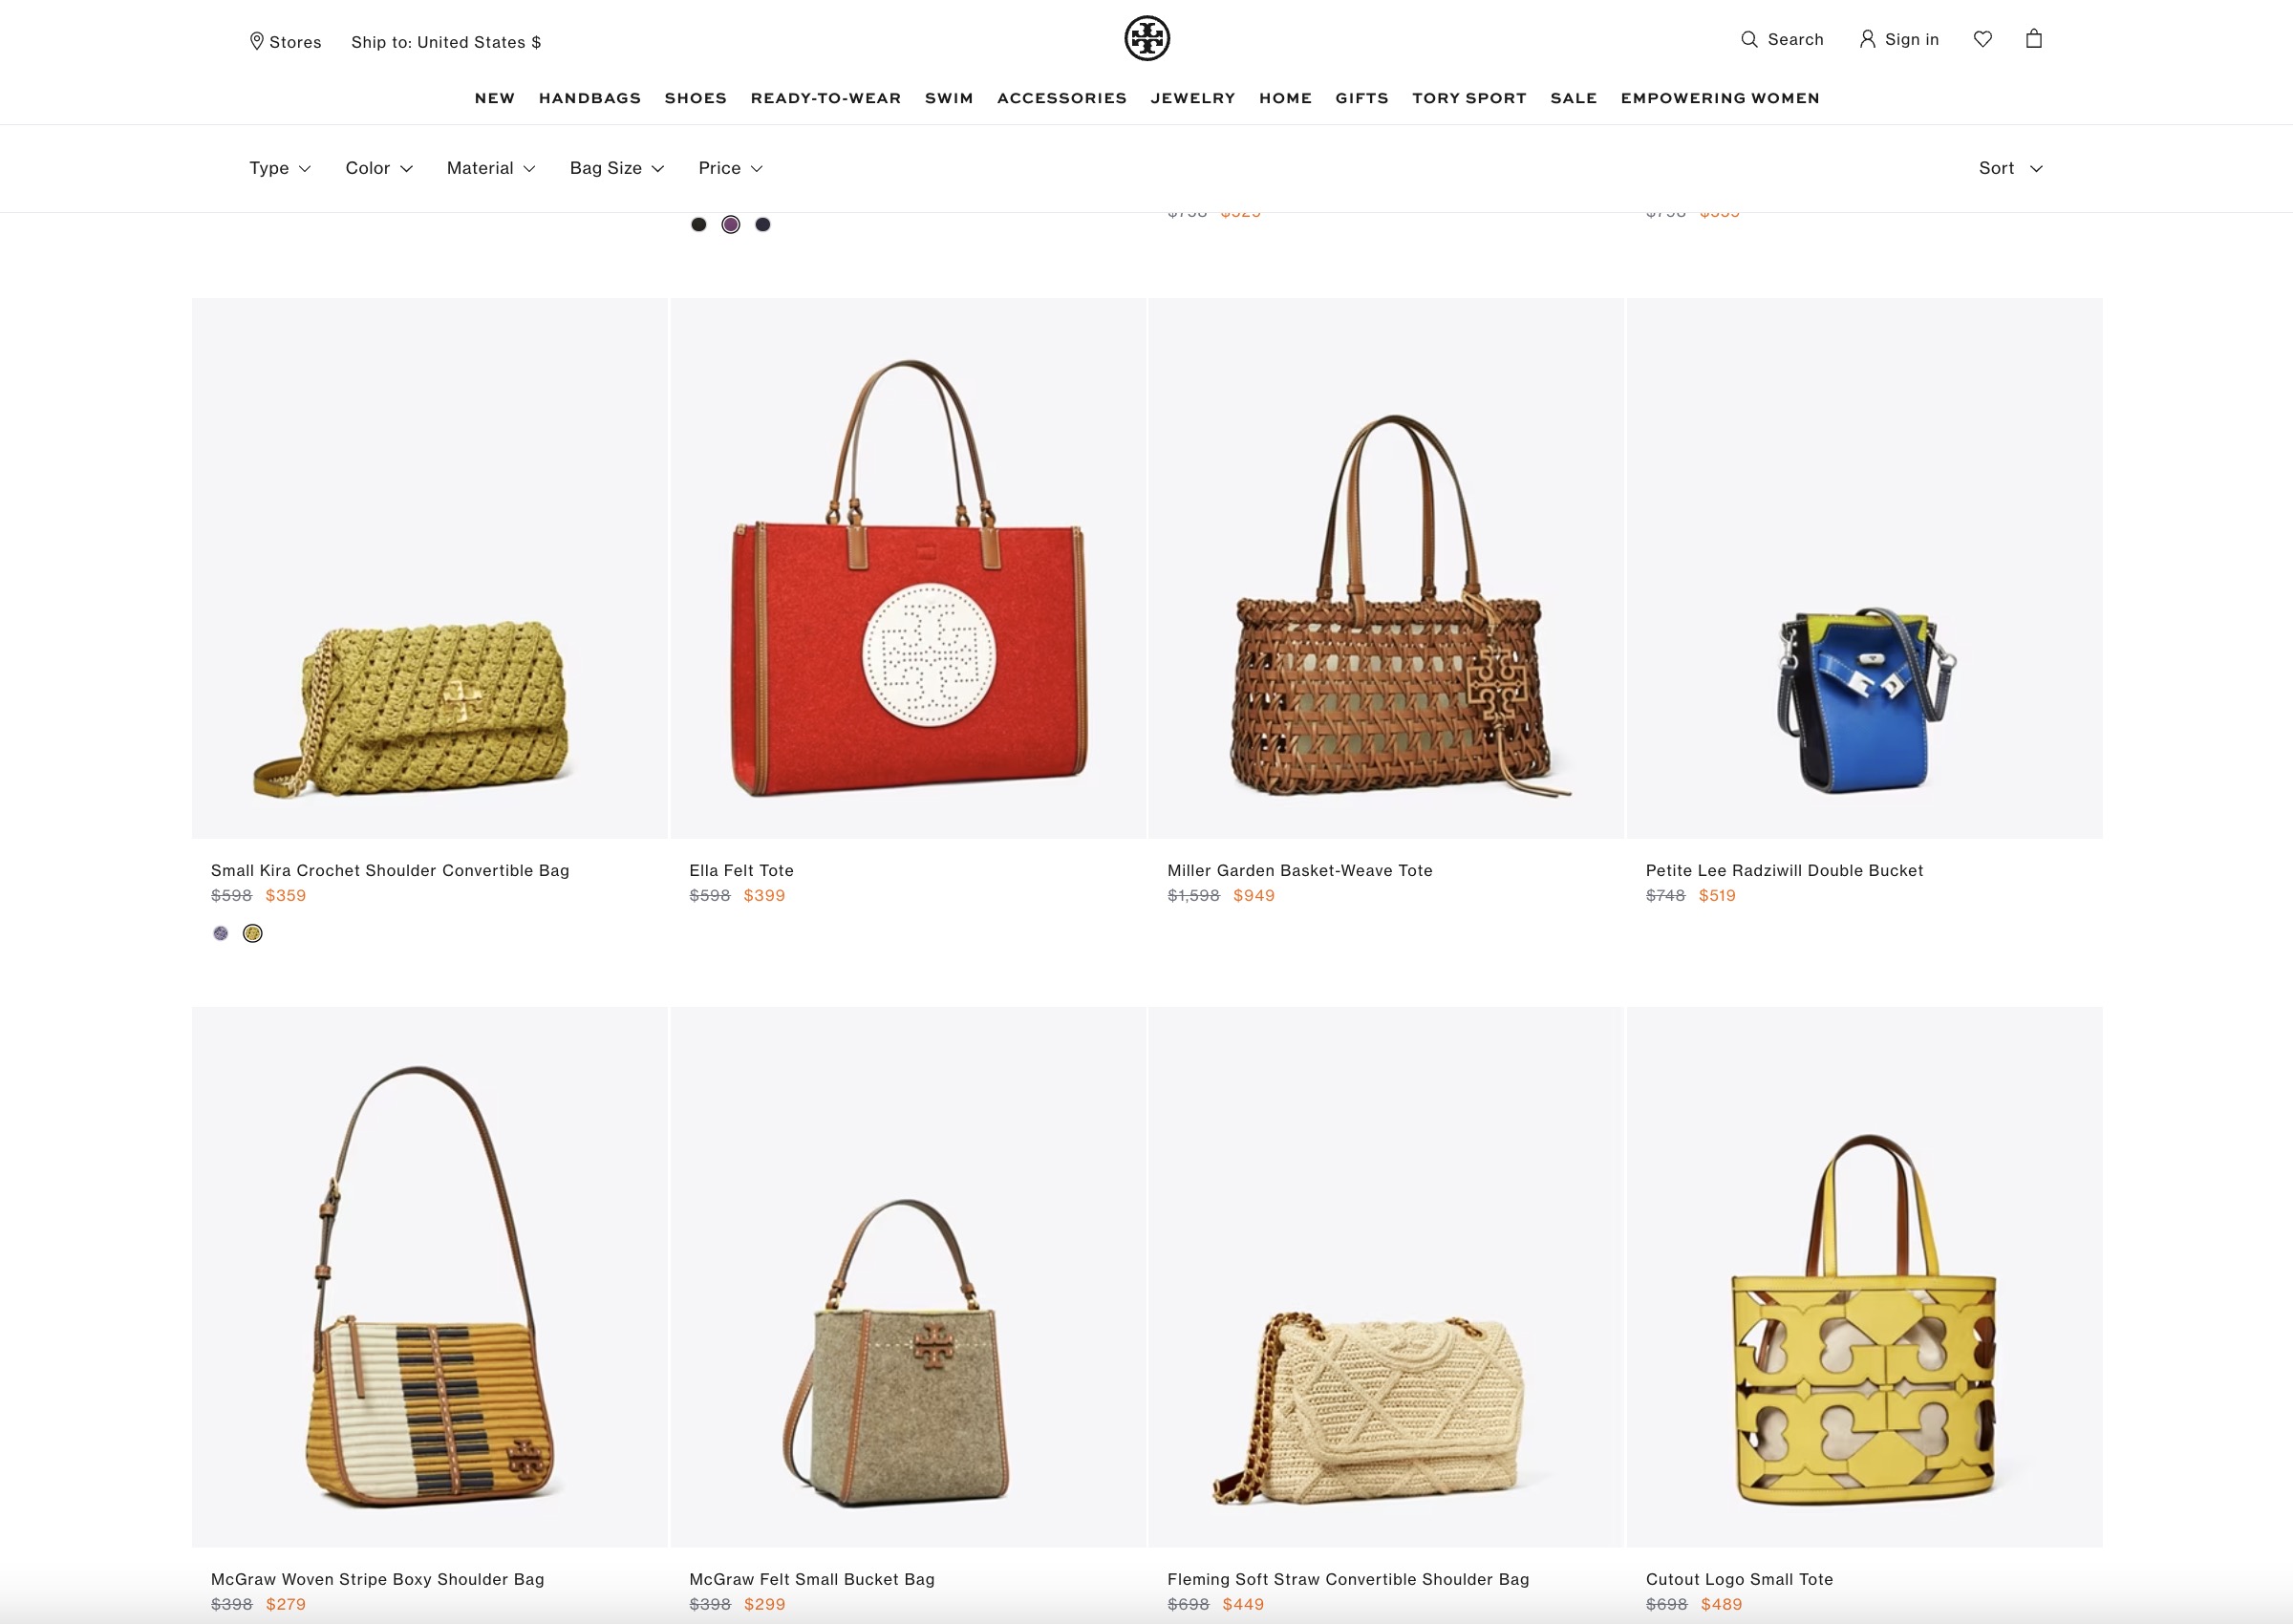 Stores Ship to: United States $ Search Sign in
NEW HANDBAGS SHOES READY-TO-WEAR SWIM ACCESSORIES JEWELRY HOME GIFTS TORY SPORT SALE EMPOWERING WOMEN
Type Color Material Bag Size Price Sort
Small Kira Crochet Shoulder Convertible Bag
$598 $359
Ella Felt Tote
$598 $399
Miller Garden Basket-Weave Tote
$1,598 $949
Petite Lee Radziwill Double Bucket
$748 $519
McGraw Woven Stripe Boxy Shoulder Bag
$398 $279
McGraw Felt Small Bucket Bag
$398 $299
Fleming Soft Straw Convertible Shoulder Bag
$698 $449
Cutout Logo Small Tote
$698 $489